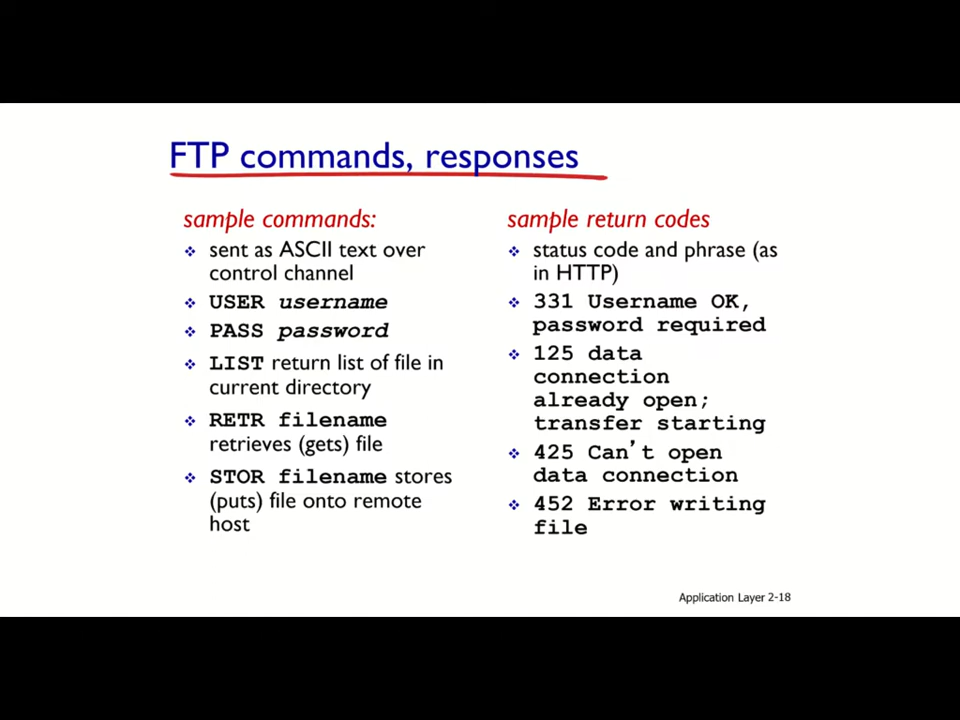 FTP commands, responses
sample commands:
❖ sent as ASCII text over
control channel
❖ USER username
❖ PASS password
❖ LIST return list of file in
current directory
❖ RETR filename
retrieves (gets) file
❖ STOR filename stores
(puts) file onto remote
host
sample return codes
❖ status code and phrase (as
in HTTP)
❖ 331 Username OK,
password required
❖ 125 data
connection
already open;
transfer starting
❖ 425 Can’t open
data connection
❖ 452 Error writing
file
Application Layer 2-18